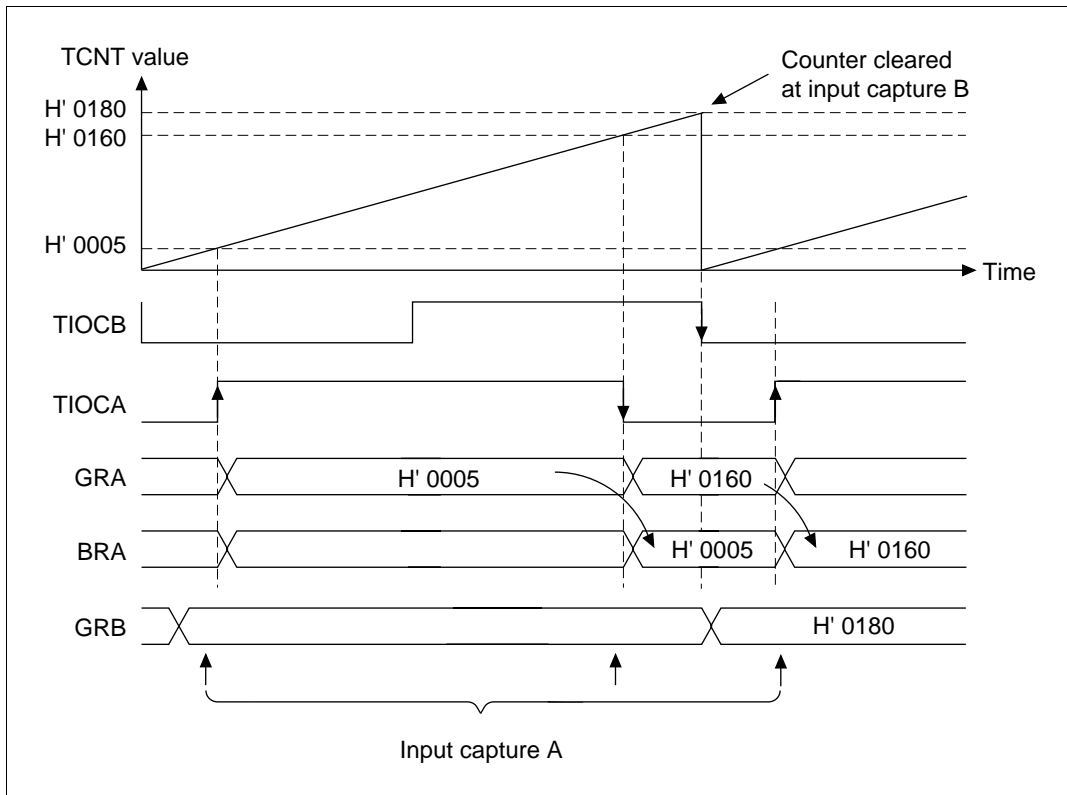 TCNT value
Counter cleared
at input capture B
H' 0180
H' 0160
H' 0005
Time
TIOCB
TIOCA
GRA
H' 0005
H' 0160
BRA
H' 0005
H' 0160
GRB
H' 0180
Input capture A